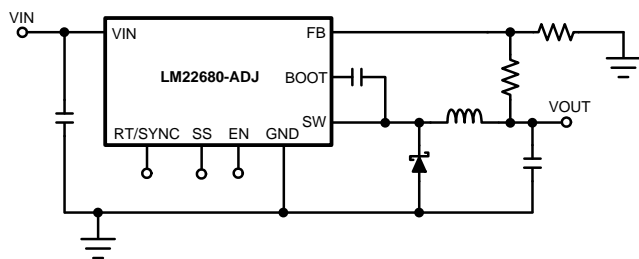 VIN
VIN
FB
LM22680-ADJ
BOOT
SW
VOUT
RT/SYNC SS EN GND